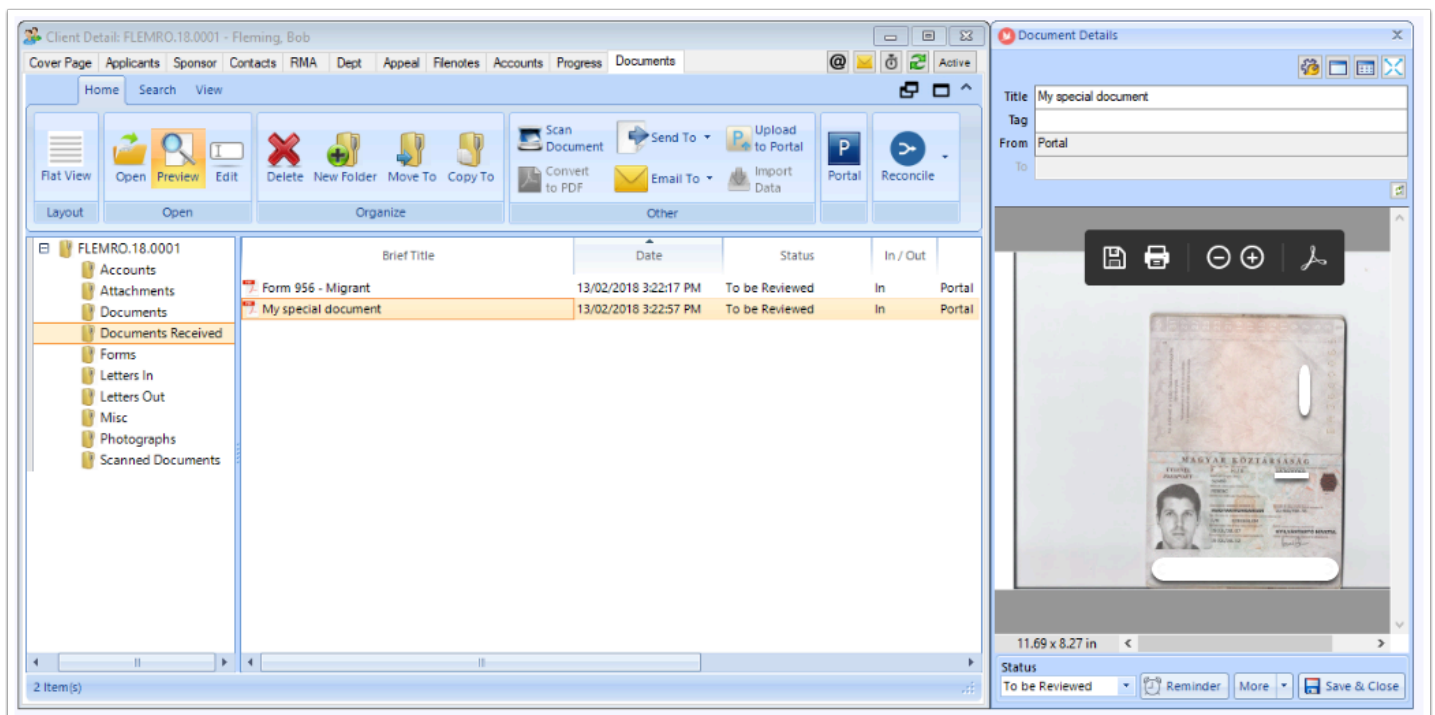 Client Detail: FLEMRO.18.0001 - Fleming, Bob
Cover Page Applicants Sponsor Contacts RMA Dept Appeal Filenotes Accounts Progress Documents @ Active
Home Search View
Flat View Open Preview Edit Delete New Folder Move To Copy To
Scan Document Send To Upload to Portal
Convert to PDF Email To Import Data
P Portal Reconcile
Layout Open Organize Other
FLEMRO.18.0001
Accounts
Attachments
Documents
Documents Received
Forms
Letters In
Letters Out
Misc
Photographs
Scanned Documents
Brief Title Date Status In / Out
Form 956 - Migrant 13/02/2018 3:22:17 PM To be Reviewed In Portal
My special document 13/02/2018 3:22:57 PM To be Reviewed In Portal
2 Item(s)
Document Details
Title My special document
Tag
From Portal
To
MAGYAR KÖZTÁRSASÁG
11.69 x 8.27 in
Status
To be Reviewed Reminder More Save & Close